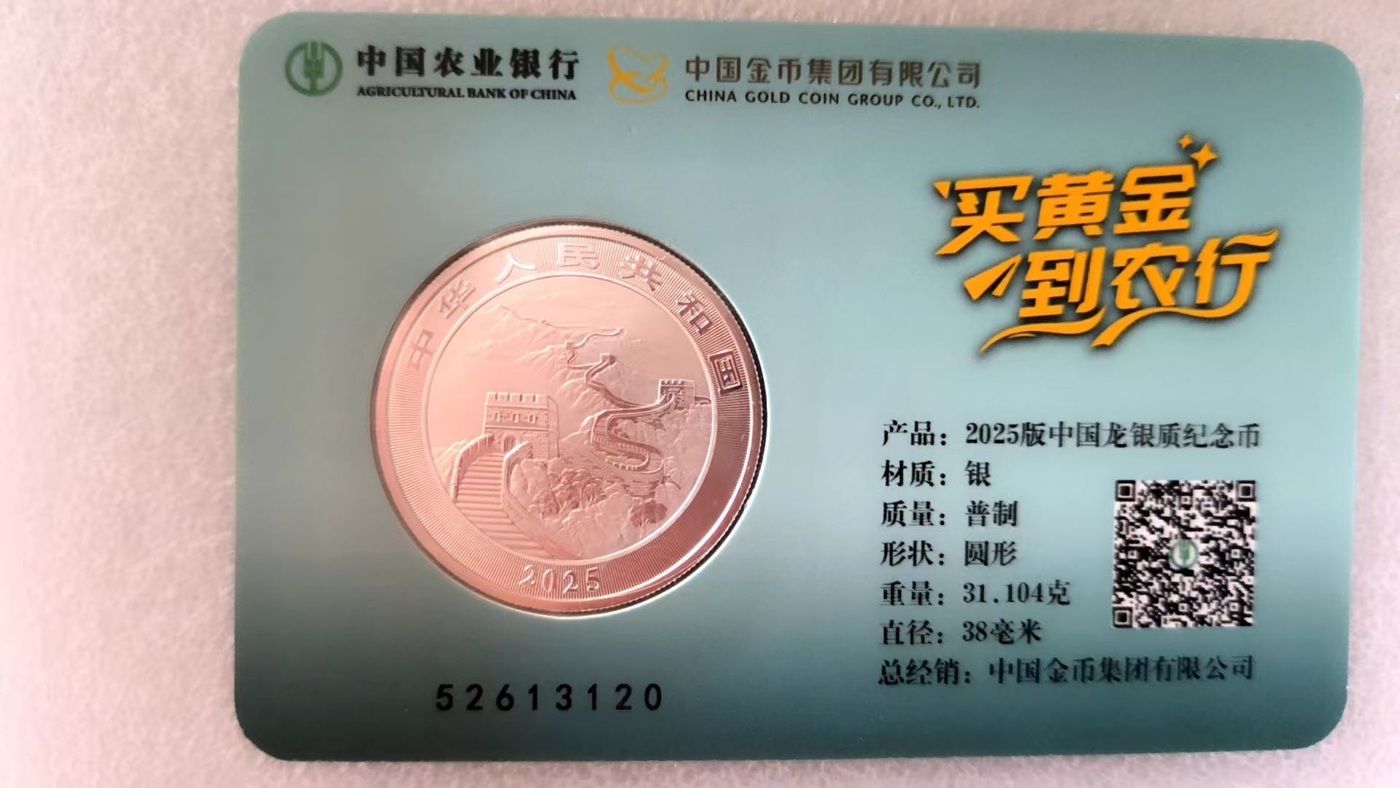 中国农业银行
AGRICULTURAL BANK OF CHINA
中国金币集团有限公司
CHINA GOLD COIN GROUP CO., LTD.
买黄金
到农行
中华人民共和国
2025
产品：2025版中国龙银质纪念币
材质：银
质量：普制
形状：圆形
重量：31.104克
直径：38毫米
总经销：中国金币集团有限公司
52613120